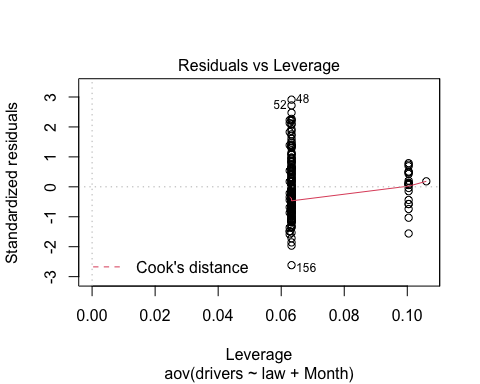 Residuals vs Leverage
Standardized residuals
3
2
1
0
-1
-2
-3
52
48
156
Cook's distance
0.00 0.02 0.04 0.06 0.08 0.10
Leverage
aov(drivers ~ law + Month)